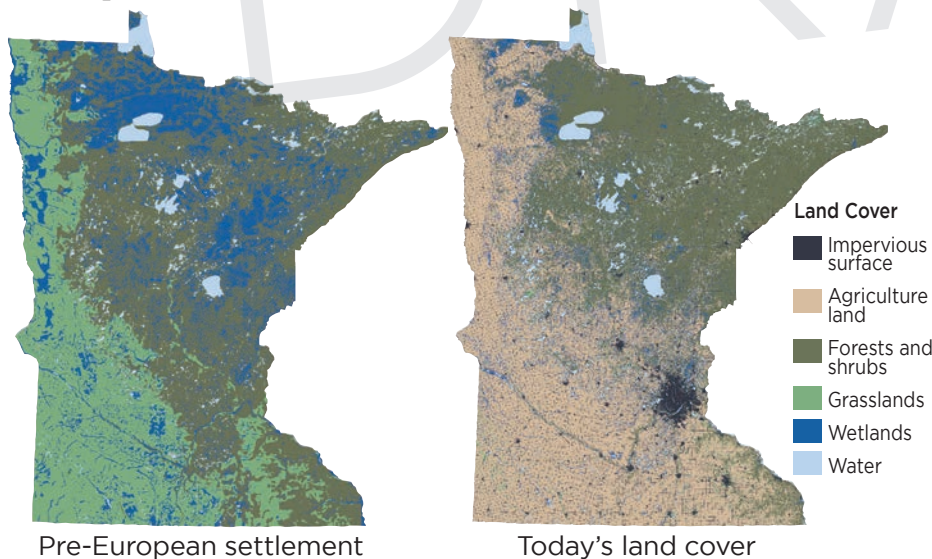 Land Cover
Impervious
surface
Agriculture
land
Forests and
shrubs
Grasslands
Wetlands
Water
Pre-European settlement
Today's land cover